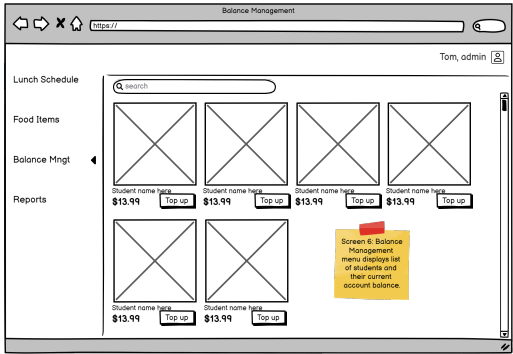 Balance Management
https://
Tom, admin
Lunch Schedule
Food Items
Balance Mngt
Reports
search
Student name here
Student name here
Student name here
Student name here
$13.99 Top up
$13.99 Top up
$13.99 Top up
$13.99 Top up
Student name here
Student name here
$13.99 Top up
$13.99 Top up
Screen 6: Balance
Management
menu displays list
of students and
their current
account balance.